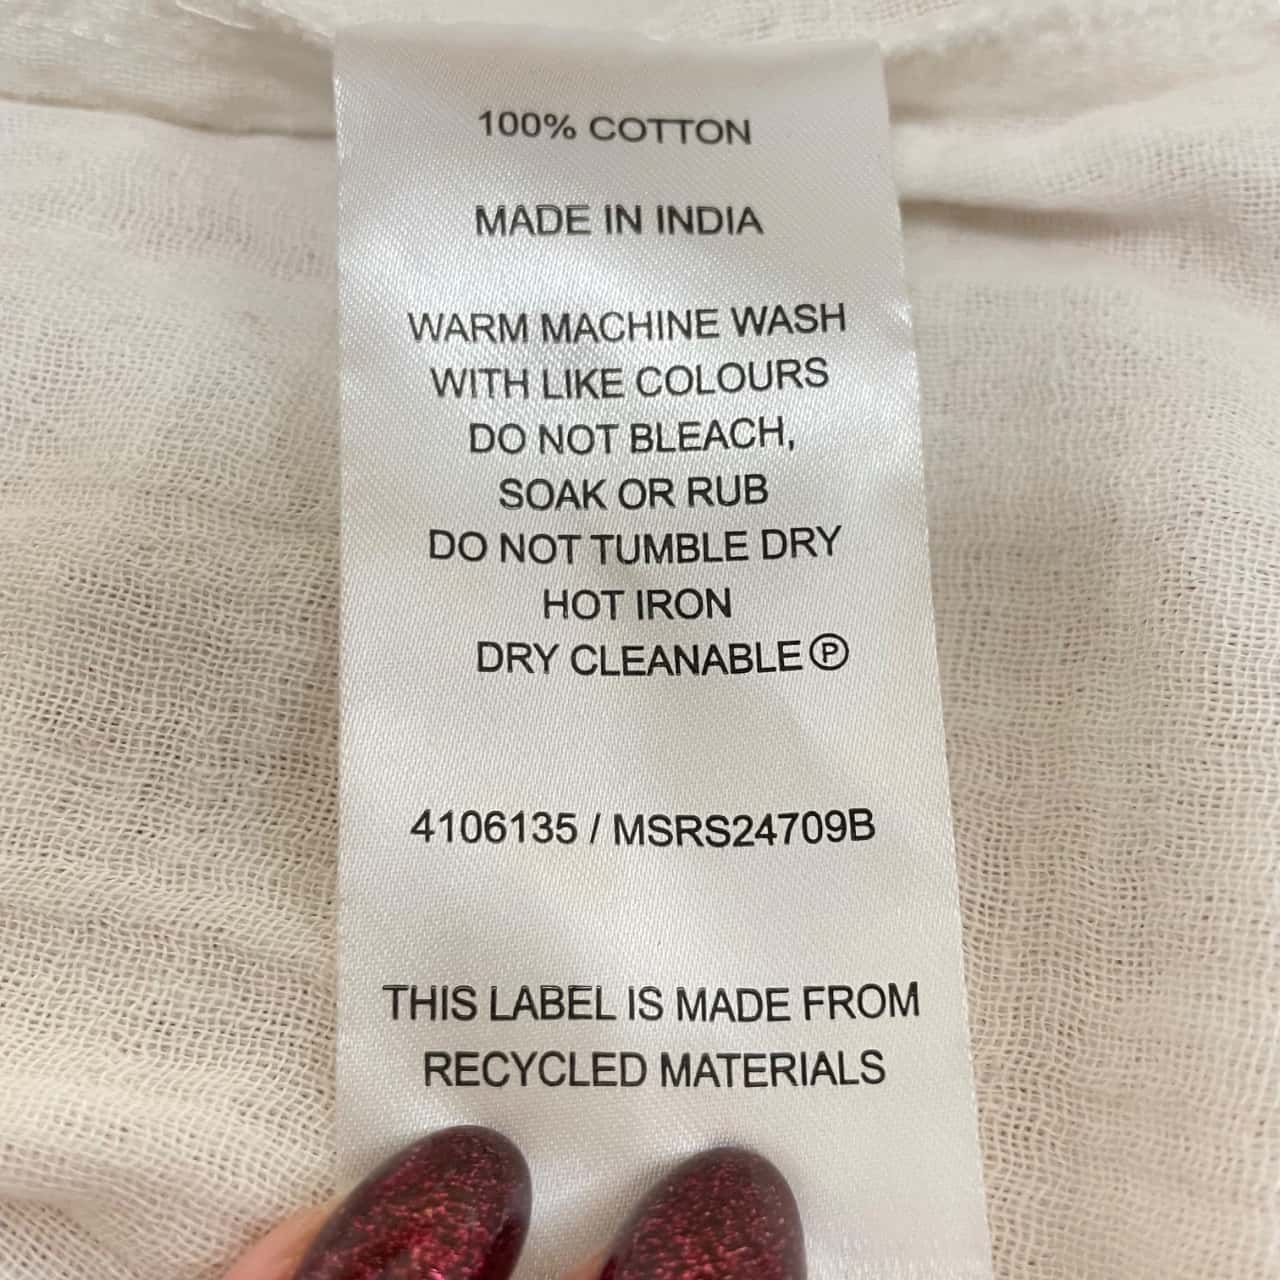 100% COTTON
MADE IN INDIA
WARM MACHINE WASH
WITH LIKE COLOURS
DO NOT BLEACH,
SOAK OR RUB
DO NOT TUMBLE DRY
HOT IRON
DRY CLEANABLE Ⓟ
4106135 / MSRS24709B
THIS LABEL IS MADE FROM
RECYCLED MATERIALS